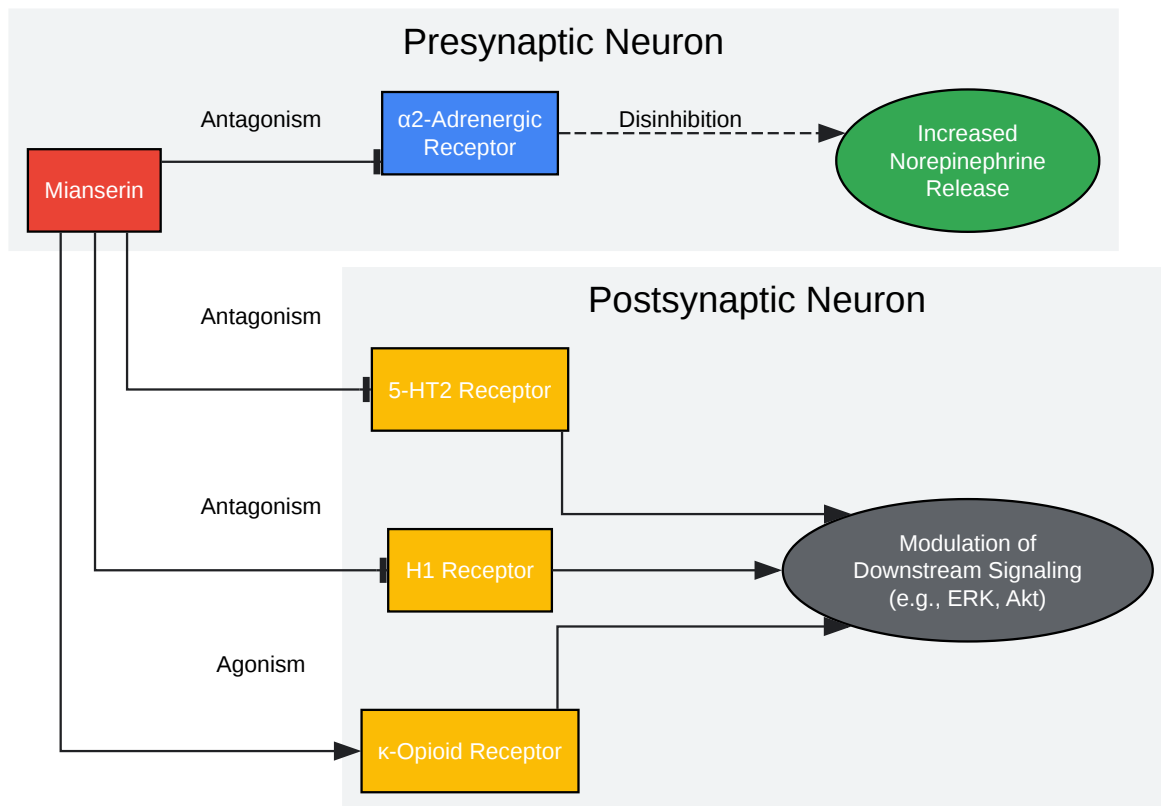 Presynaptic Neuron
Antagonism
α2-Adrenergic
Receptor
Disinhibition
Increased
Norepinephrine
Release
Mianserin
Postsynaptic Neuron
Antagonism
5-HT2 Receptor
Antagonism
H1 Receptor
Modulation of
Downstream Signaling
(e.g., ERK, Akt)
Agonism
κ-Opioid Receptor